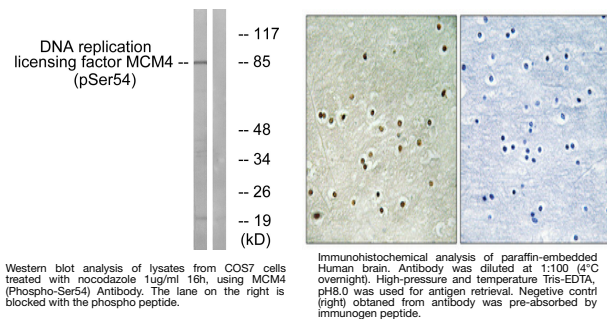 DNA replication
licensing factor MCM4 --
(pSer54)
-- 117
-- 85
-- 48
-- 34
-- 26
-- 19
(kD)
Western blot analysis of lysates from COS7 cells
treated with nocodazole 1ug/ml 16h, using MCM4
(Phospho-Ser54) Antibody. The lane on the right is
blocked with the phospho peptide.
Immunohistochemical analysis of paraffin-embedded
Human brain. Antibody was diluted at 1:100 (4°C
overnight). High-pressure and temperature Tris-EDTA,
pH8.0 was used for antigen retrieval. Negetive contrl
(right) obtaned from antibody was pre-absorbed by
immunogen peptide.